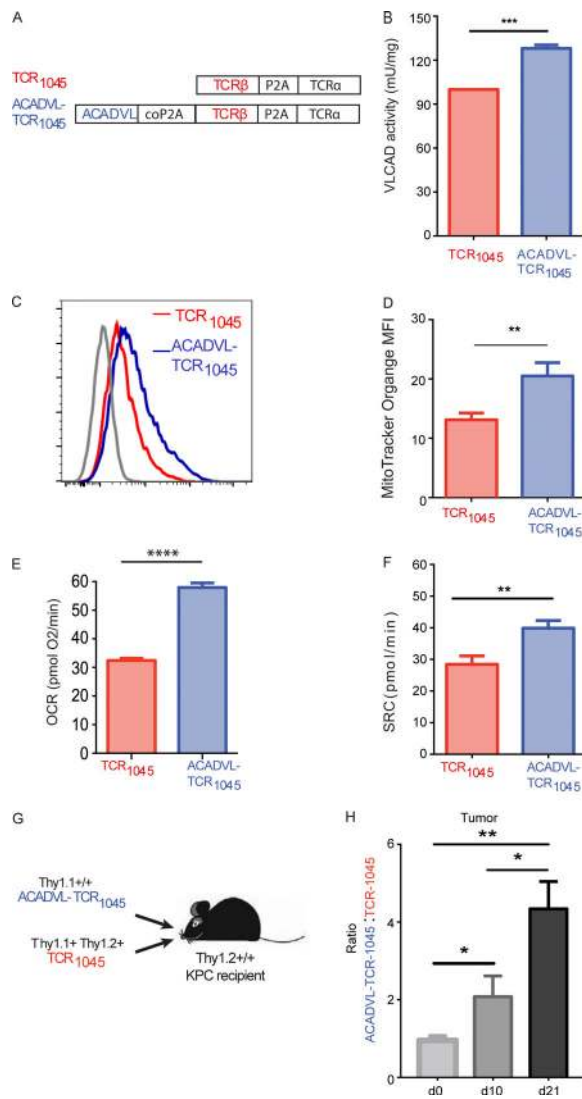 A
TCR1045
TCRβ P2A TCRα
ACADVL-
TCR1045
ACADVL coP2A TCRβ P2A TCRα
B
***
VLCAD activity (mU/mg)
150
120
90
60
30
0
TCR1045
ACADVL-
TCR1045
C
TCR1045
ACADVL-
TCR1045
D
**
MitoTracker Organge MFI
30
20
10
0
TCR1045
ACADVL-
TCR1045
E
****
OCR (pmol O2/min)
60
50
40
30
20
10
0
TCR1045
ACADVL-
TCR1045
F
**
SRC (pmol/min)
60
50
40
30
20
10
0
TCR1045
ACADVL-
TCR1045
G
Thy1.1+/+
ACADVL-TCR1045
Thy1.1+ Thy1.2+
TCR1045
Thy1.2+/+
KPC recipient
H
Tumor
**
*
*
Ratio
ACADVL-TCR-1045:TCR-1045
6
4
2
0
d0 d10 d21